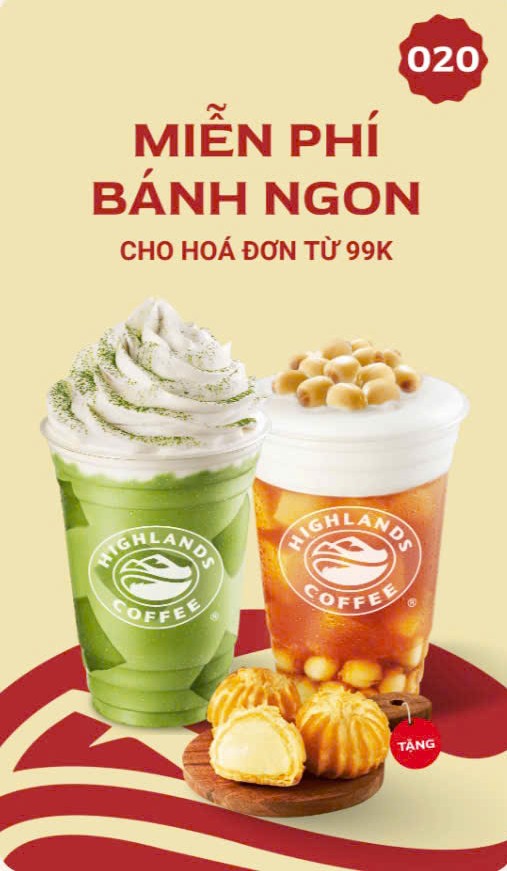 020
MIỄN PHÍ
BÁNH NGON
CHO HOÁ ĐƠN TỪ 99K
HIGHLANDS
COFFEE
®
HIGHLANDS
COFFEE
®
TẶNG